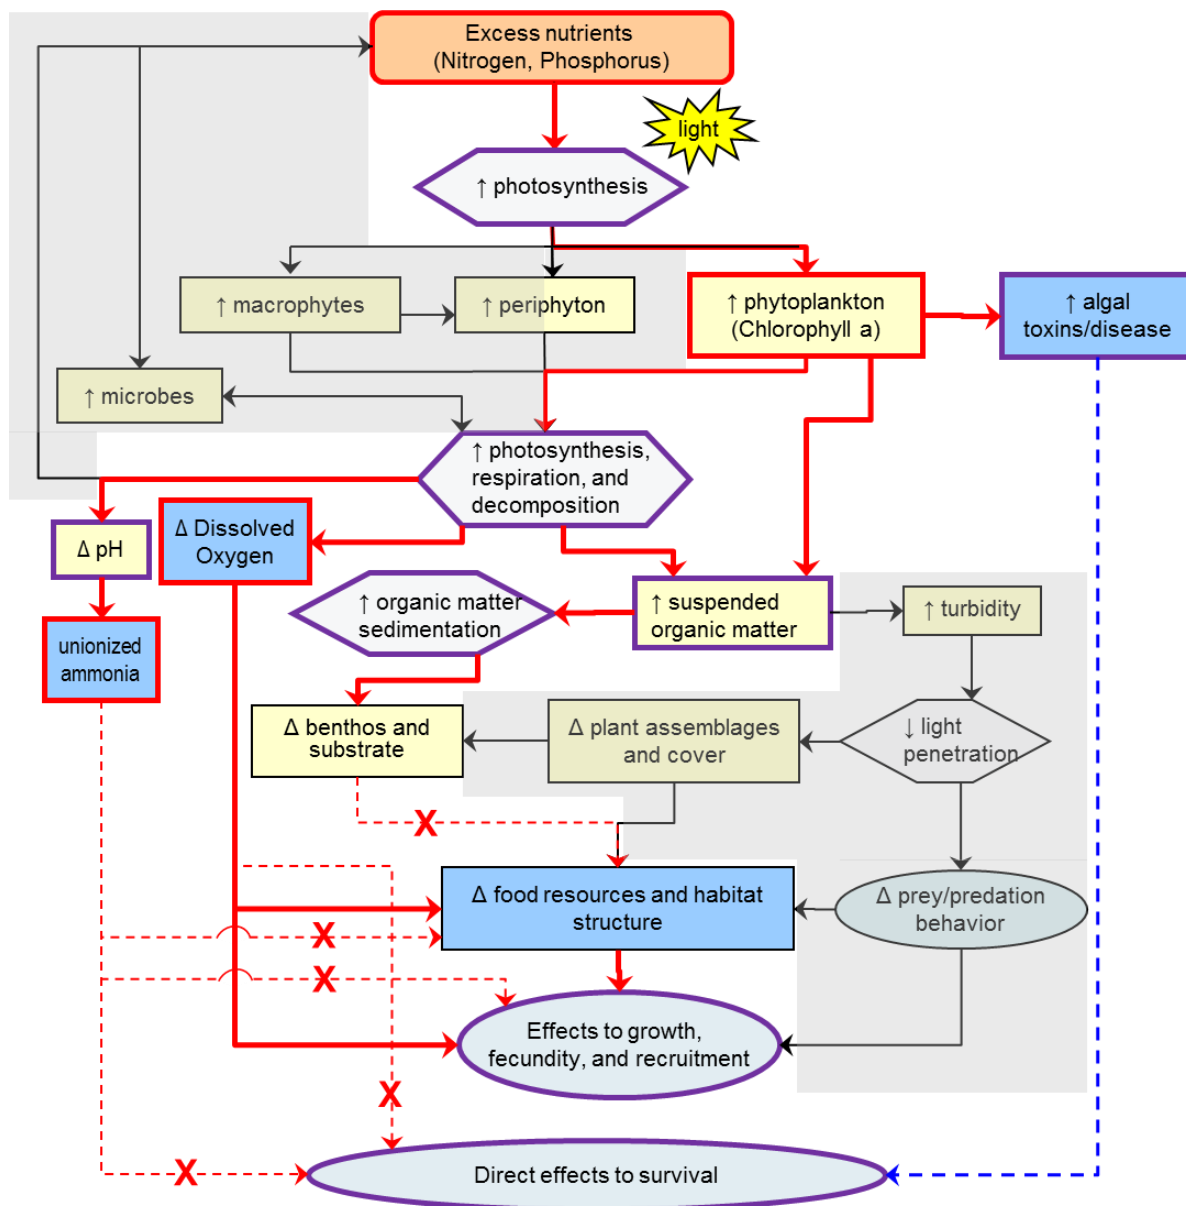 Excess nutrients
(Nitrogen, Phosphorus)
light
↑ photosynthesis
↑ macrophytes
↑ periphyton
↑ phytoplankton
(Chlorophyll a)
↑ algal
toxins/disease
↑ microbes
↑ photosynthesis,
respiration, and
decomposition
Δ pH
Δ Dissolved
Oxygen
↑ organic matter
sedimentation
↑ suspended
organic matter
↑ turbidity
unionized
ammonia
Δ benthos and
substrate
Δ plant assemblages
and cover
↓ light
penetration
X
Δ food resources and habitat
structure
Δ prey/predation
behavior
X
X
Effects to growth,
fecundity, and recruitment
X
X
Direct effects to survival